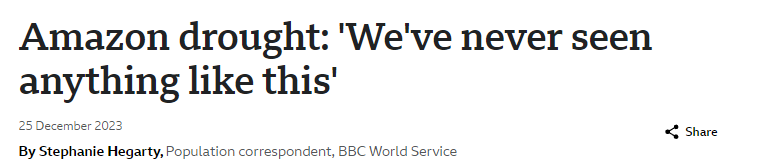 Amazon drought: 'We've never seen
anything like this'
25 December 2023
Share
By Stephanie Hegarty, Population correspondent, BBC World Service